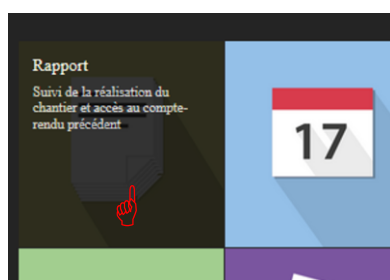 Rapport
Suivi de la réalisation du
chantier et accès au compte-
rendu précédent
17